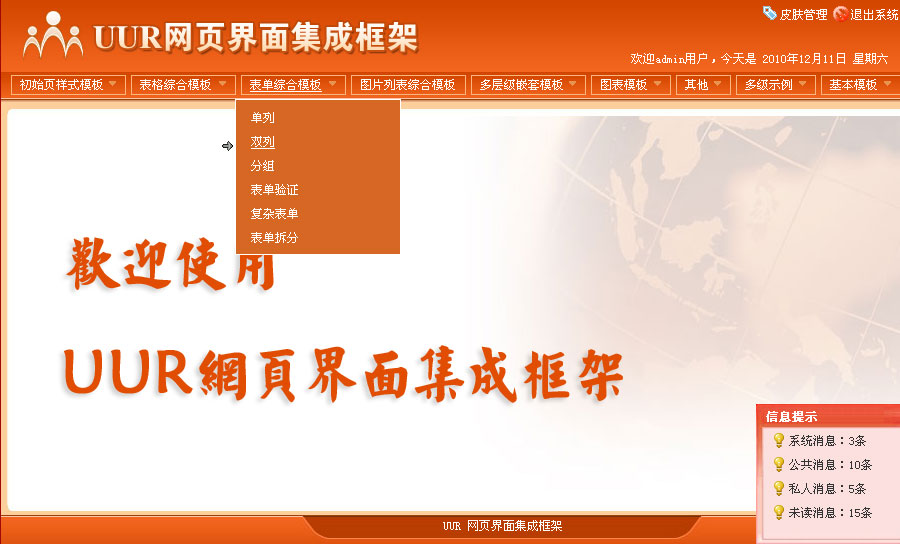 皮肤管理 退出系统
UUR网页界面集成框架
欢迎admin用户，今天是 2010年12月11日 星期六
初始页样式模板 表格综合模板 表单综合模板 图片列表综合模板 多层级嵌套模板 图表模板 其他 多级示例 基本模板
单列
双列
分组
表单验证
复杂表单
表单拆分
歡迎使用
UUR網頁界面集成框架
信息提示
系统消息：3条
公共消息：10条
私人消息：5条
未读消息：15条
UUR 网页界面集成框架